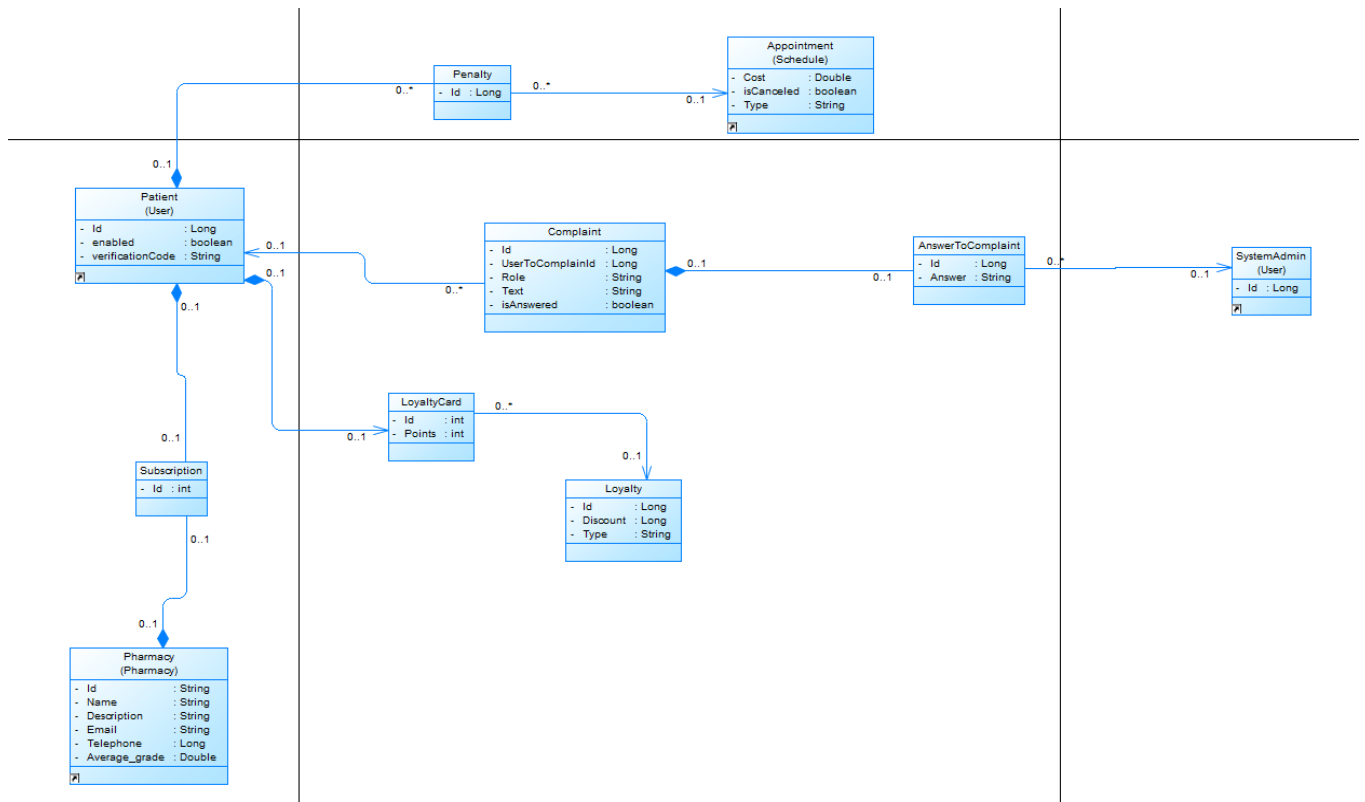 Appointment
(Schedule)
- Cost : Double
- isCanceled : boolean
- Type : String
Penalty
- Id : Long
0..*
0..*
0..1
0..1
Patient
(User)
- Id : Long
- enabled : boolean
- verificationCode : String
0..1
0..*
0..1
0..1
Complaint
- Id : Long
- UserToComplainId : Long
- Role : String
- Text : String
- isAnswered : boolean
0..1
0..1
AnswerToComplaint
- Id : Long
- Answer : String
0..*
0..1
SystemAdmin
(User)
- Id : Long
LoyaltyCard
- Id : int
- Points : int
0..1
0..*
0..1
Loyalty
- Id : Long
- Discount : Long
- Type : String
0..1
Subscription
- Id : int
0..1
0..1
Pharmacy
(Pharmacy)
- Id : String
- Name : String
- Description : String
- Email : String
- Telephone : Long
- Average_grade : Double